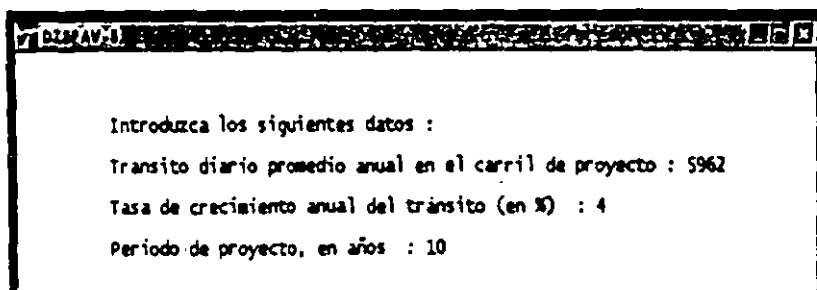 Introduzca los siguientes datos :
Transito diario promedio anual en el carril de proyecto : 5962
Tasa de crecimiento anual del tránsito (en %) : 4
Periodo de proyecto, en años : 10